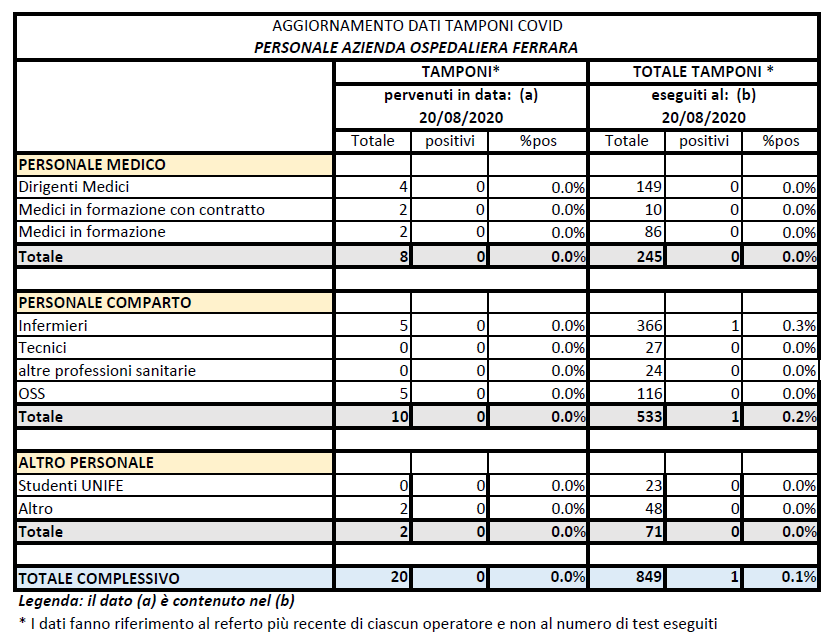 AGGIORNAMENTO DATI TAMPONI COVID
PERSONALE AZIENDA OSPEDALIERA FERRARA
TAMPONI* TOTALE TAMPONI *
pervenuti in data: (a) eseguiti al: (b)
20/08/2020 20/08/2020
Totale positivi %pos Totale positivi %pos
PERSONALE MEDICO
Dirigenti Medici 4 0 0.0% 149 0 0.0%
Medici in formazione con contratto 2 0 0.0% 10 0 0.0%
Medici in formazione 2 0 0.0% 86 0 0.0%
Totale 8 0 0.0% 245 0 0.0%
PERSONALE COMPARTO
Infermieri 5 0 0.0% 366 1 0.3%
Tecnici 0 0 0.0% 27 0 0.0%
altre professioni sanitarie 0 0 0.0% 24 0 0.0%
OSS 5 0 0.0% 116 0 0.0%
Totale 10 0 0.0% 533 1 0.2%
ALTRO PERSONALE
Studenti UNIFE 0 0 0.0% 23 0 0.0%
Altro 2 0 0.0% 48 0 0.0%
Totale 2 0 0.0% 71 0 0.0%
TOTALE COMPLESSIVO 20 0 0.0% 849 1 0.1%
Legenda: il dato (a) è contenuto nel (b)
* I dati fanno riferimento al referto più recente di ciascun operatore e non al numero di test eseguiti